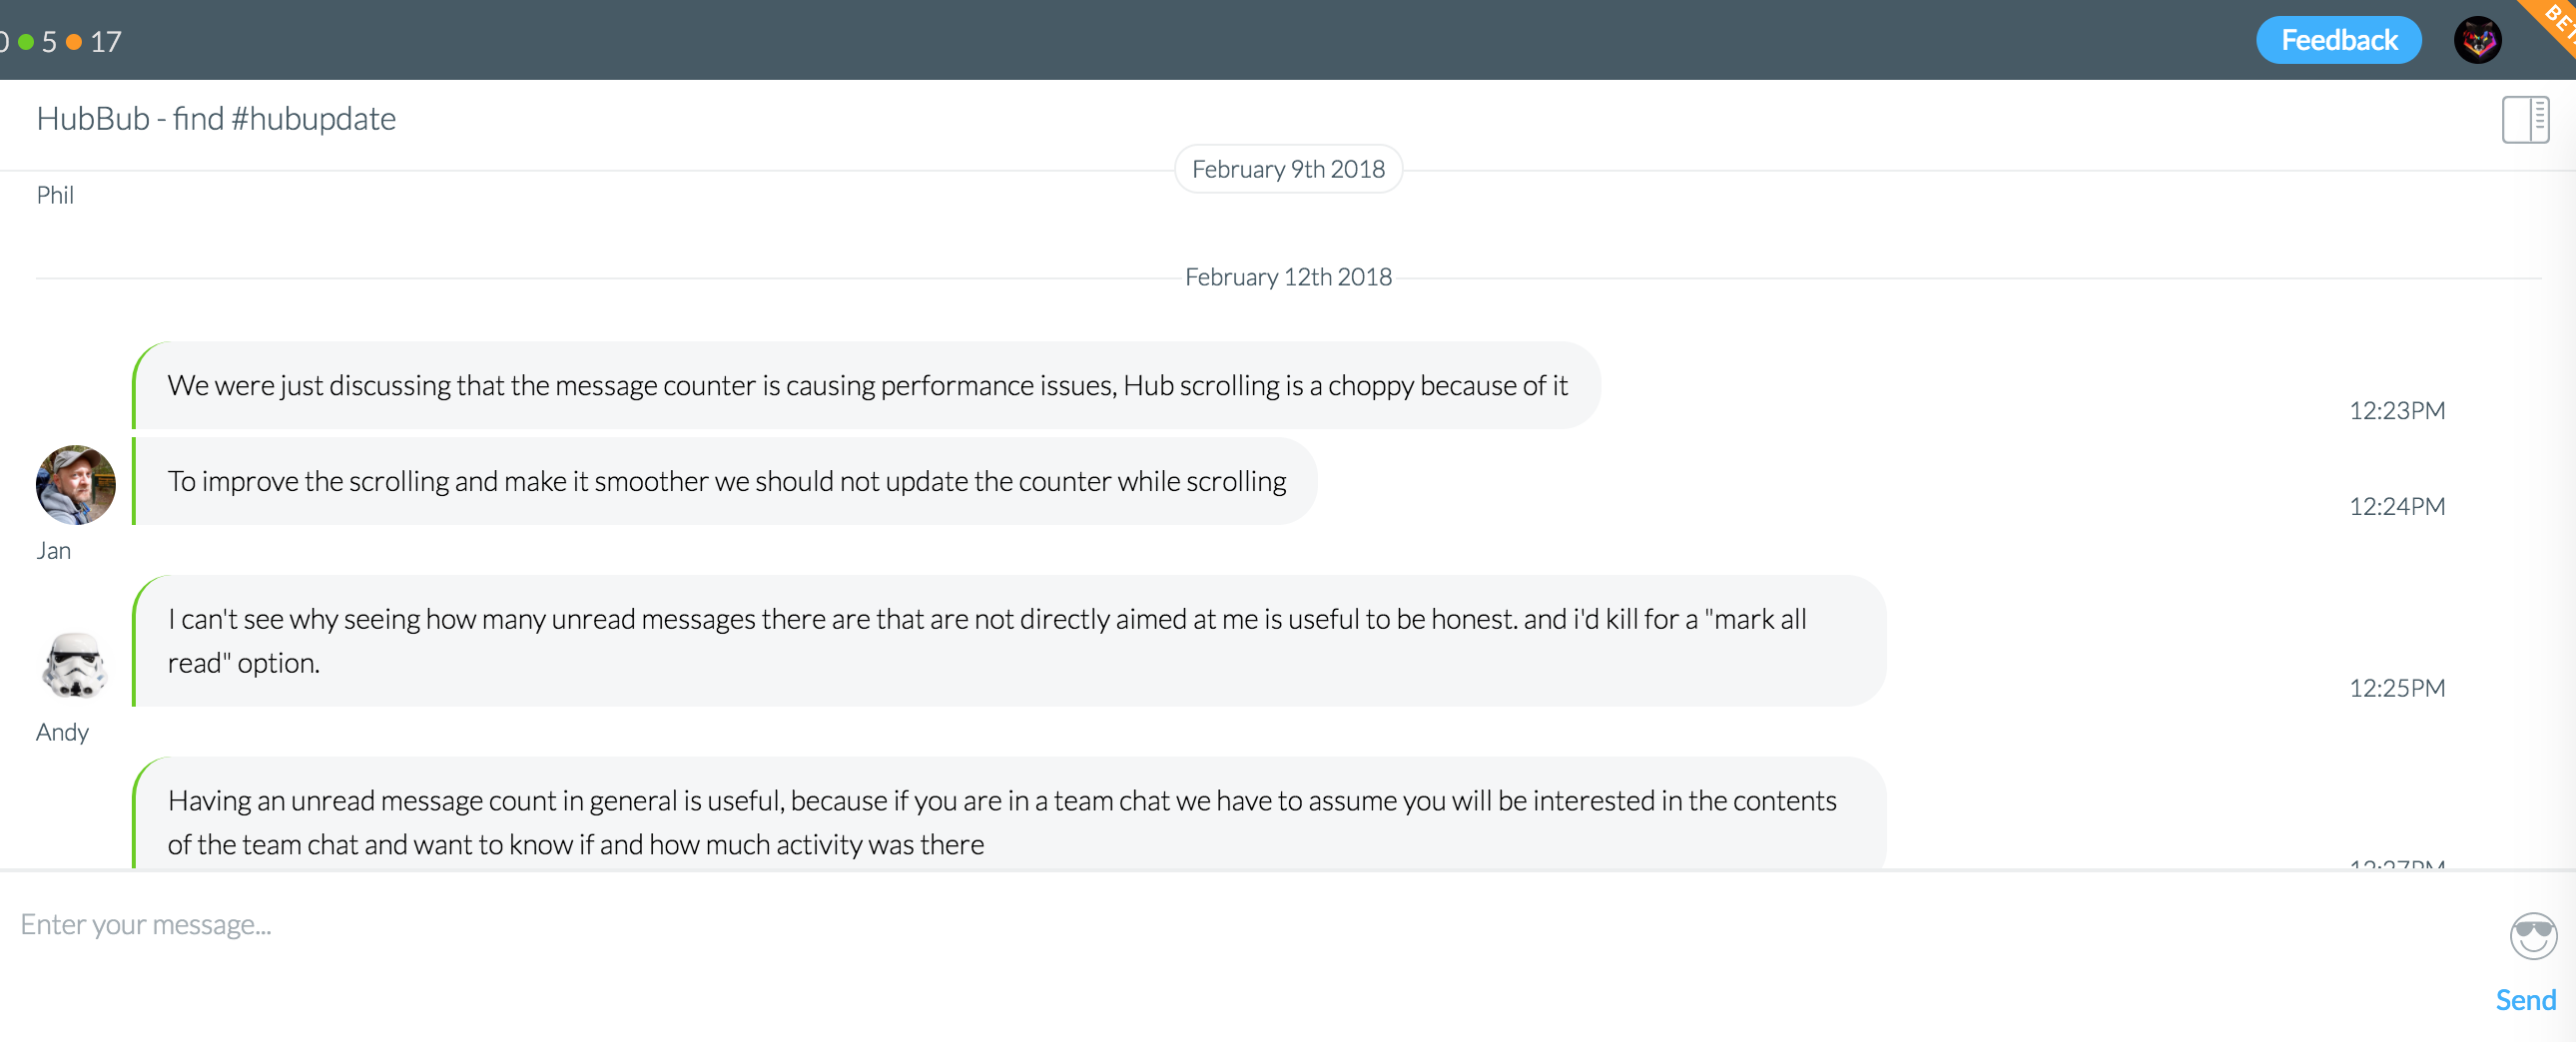 5 17
Feedback
HubBub - find #hubupdate
February 9th 2018
Phil
February 12th 2018
We were just discussing that the message counter is causing performance issues, Hub scrolling is a choppy because of it
12:23PM
To improve the scrolling and make it smoother we should not update the counter while scrolling
12:24PM
Jan
I can't see why seeing how many unread messages there are that are not directly aimed at me is useful to be honest. and i'd kill for a "mark all
read" option.
12:25PM
Andy
Having an unread message count in general is useful, because if you are in a team chat we have to assume you will be interested in the contents
of the team chat and want to know if and how much activity was there
12:27PM
Enter your message...
Send